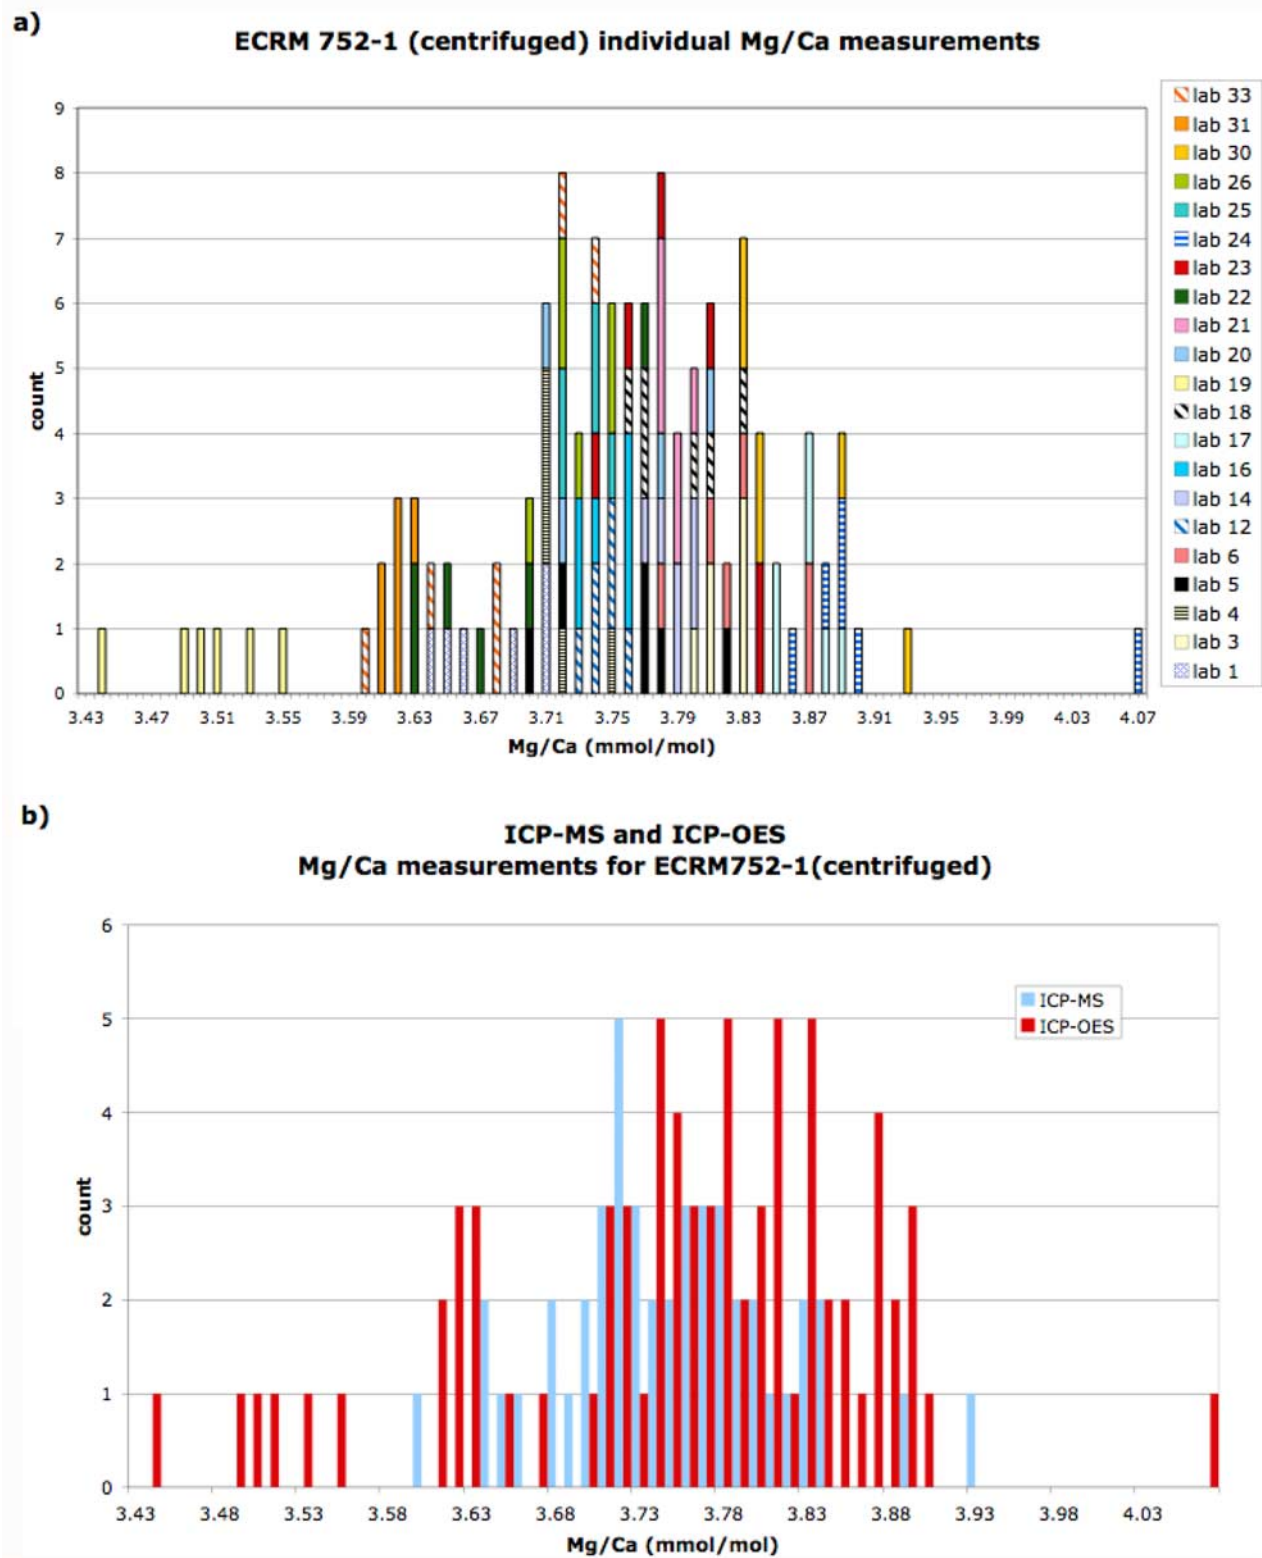 a)
ECRM 752-1 (centrifuged) individual Mg/Ca measurements
9
8
7
6
5
4
3
2
1
0
count
3.43 3.47 3.51 3.55 3.59 3.63 3.67 3.71 3.75 3.79 3.83 3.87 3.91 3.95 3.99 4.03 4.07
Mg/Ca (mmol/mol)
lab 33
lab 31
lab 30
lab 26
lab 25
lab 24
lab 23
lab 22
lab 21
lab 20
lab 19
lab 18
lab 17
lab 16
lab 14
lab 12
lab 6
lab 5
lab 4
lab 3
lab 1
b)
ICP-MS and ICP-OES
Mg/Ca measurements for ECRM752-1(centrifuged)
6
5
4
3
2
1
0
count
ICP-MS
ICP-OES
3.43 3.48 3.53 3.58 3.63 3.68 3.73 3.78 3.83 3.88 3.93 3.98 4.03
Mg/Ca (mmol/mol)